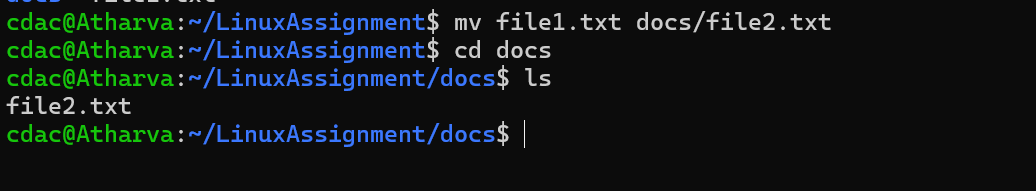 cdac@Atharva:~/LinuxAssignment$ mv file1.txt docs/file2.txt
cdac@Atharva:~/LinuxAssignment$ cd docs
cdac@Atharva:~/LinuxAssignment/docs$ ls
file2.txt
cdac@Atharva:~/LinuxAssignment/docs$